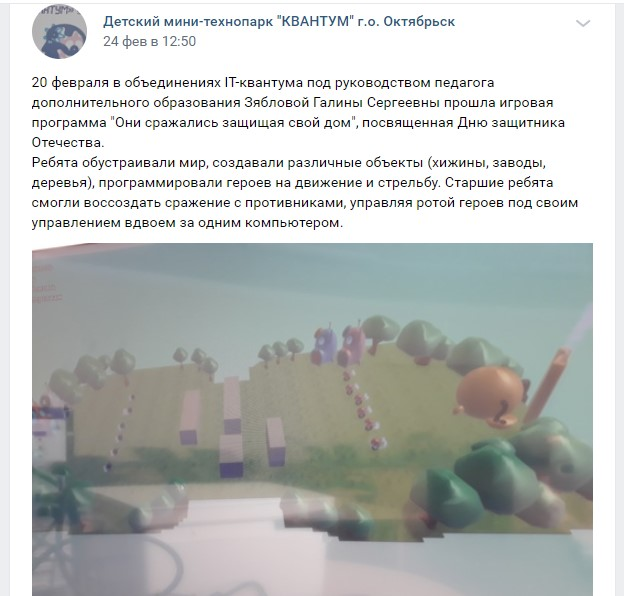 Детский мини-технопарк "КВАНТУМ" г.о. Октябрьск
24 фев в 12:50
20 февраля в объединениях IT-квантума под руководством педагога
дополнительного образования Зябловой Галины Сергеевны прошла игровая
программа "Они сражались защищая свой дом", посвященная Дню защитника
Отечества.
Ребята обустраивали мир, создавали различные объекты (хижины, заводы,
деревья), программировали героев на движение и стрельбу. Старшие ребята
смогли воссоздать сражение с противниками, управляя ротой героев под своим
управлением вдвоем за одним компьютером.